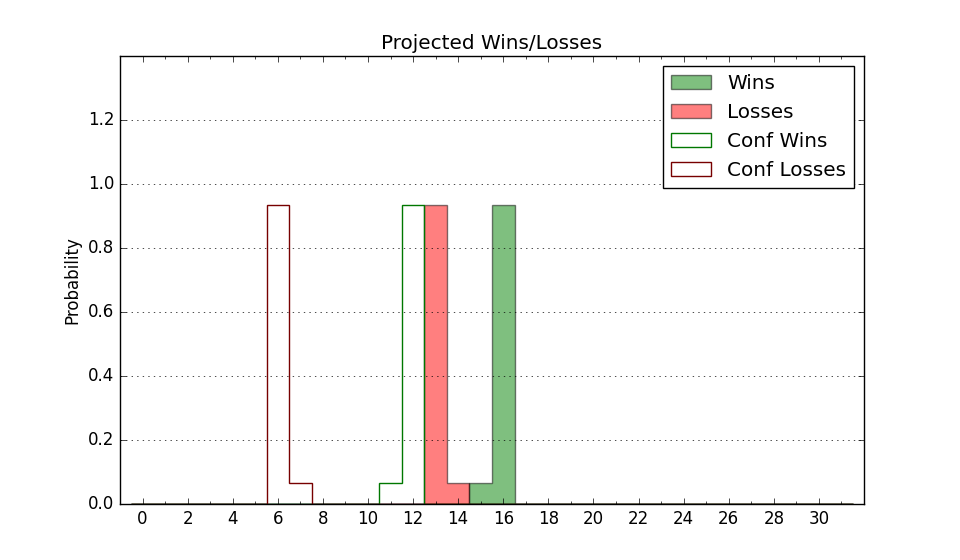 Projected Wins/Losses
Wins
Losses
Conf Wins
Conf Losses
Probability
1.2
1.0
0.8
0.6
0.4
0.2
0.0
0 2 4 6 8 10 12 14 16 18 20 22 24 26 28 30